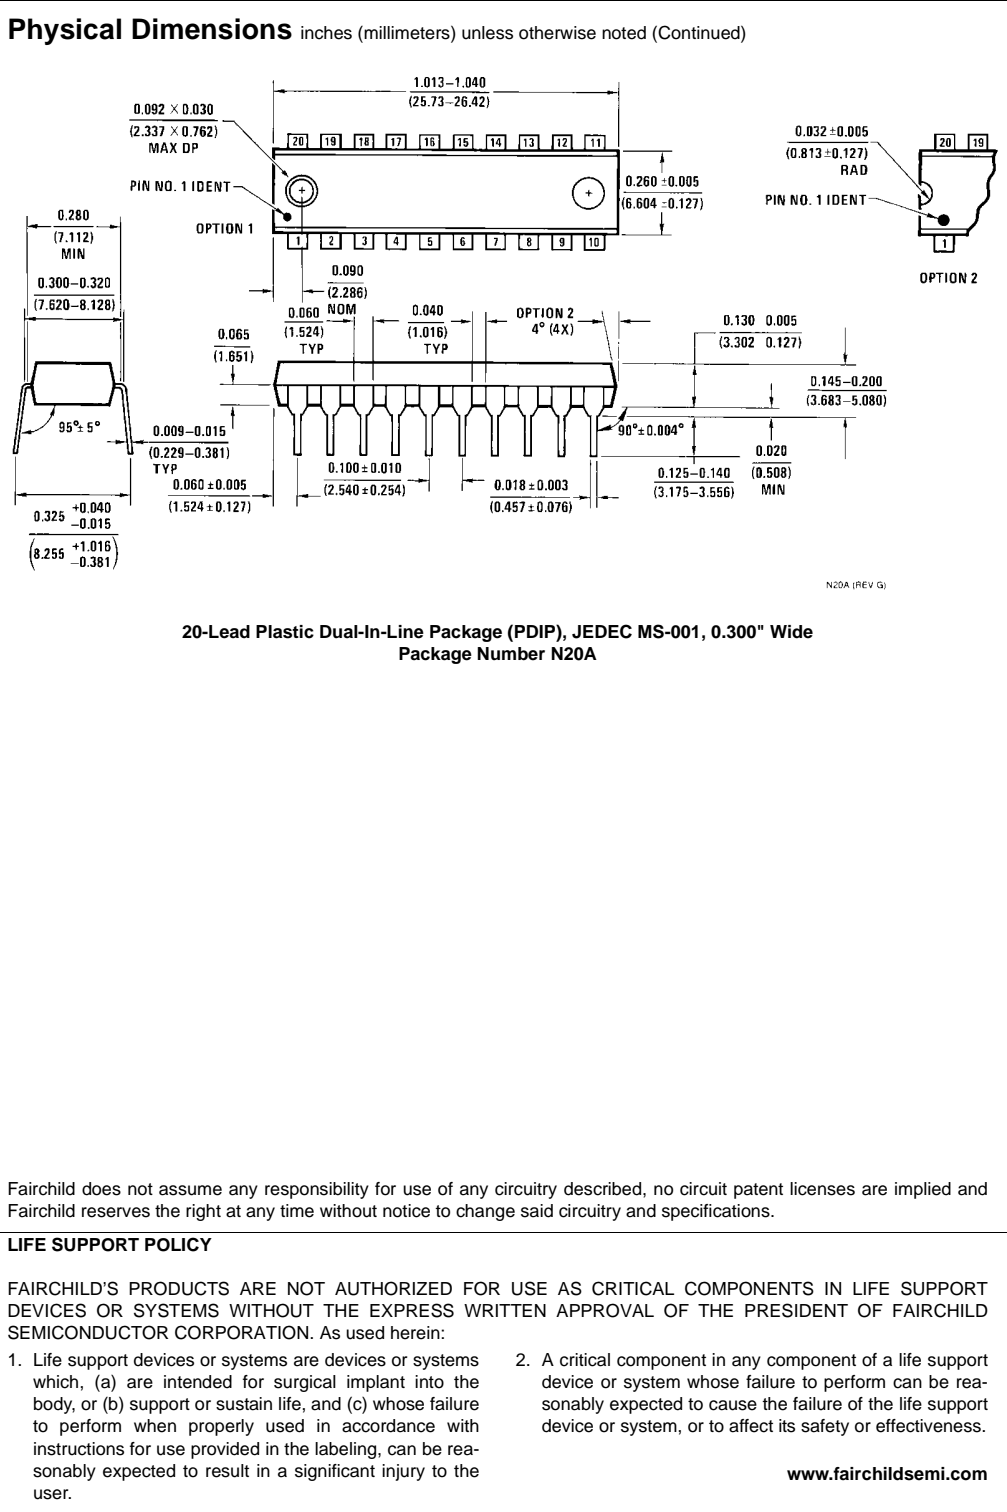 Physical Dimensions inches (millimeters) unless otherwise noted (Continued)
1.013–1.040
(25.73–26.42)
0.092 × 0.030
(2.337 × 0.762)
MAX DP
20 19 18 17 16 15 14 13 12 11
PIN NO. 1 IDENT
OPTION 1
1 2 3 4 5 6 7 8 9 10
0.260 ±0.005
(6.604 ±0.127)
0.032 ±0.005
(0.813 ±0.127)
RAD
20 19
PIN NO. 1 IDENT
1
OPTION 2
0.280
(7.112)
MIN
0.300–0.320
(7.620–8.128)
0.090
(2.286)
NOM
0.060
(1.524)
TYP
0.040
(1.016)
TYP
OPTION 2
4° (4X)
0.065
(1.651)
0.130 0.005
(3.302 0.127)
0.145–0.200
(3.683–5.080)
95°± 5°
0.009–0.015
(0.229–0.381)
TYP
90°±0.004°
0.020
(0.508)
MIN
0.125–0.140
(3.175–3.556)
0.100±0.010
(2.540±0.254)
0.018±0.003
(0.457±0.076)
0.060 ±0.005
(1.524 ±0.127)
0.325 +0.040
–0.015
(8.255 +1.016
–0.381)
N20A (REV G)
20-Lead Plastic Dual-In-Line Package (PDIP), JEDEC MS-001, 0.300" Wide
Package Number N20A
Fairchild does not assume any responsibility for use of any circuitry described, no circuit patent licenses are implied and
Fairchild reserves the right at any time without notice to change said circuitry and specifications.
LIFE SUPPORT POLICY
FAIRCHILD'S PRODUCTS ARE NOT AUTHORIZED FOR USE AS CRITICAL COMPONENTS IN LIFE SUPPORT
DEVICES OR SYSTEMS WITHOUT THE EXPRESS WRITTEN APPROVAL OF THE PRESIDENT OF FAIRCHILD
SEMICONDUCTOR CORPORATION. As used herein:
1. Life support devices or systems are devices or systems
which, (a) are intended for surgical implant into the
body, or (b) support or sustain life, and (c) whose failure
to perform when properly used in accordance with
instructions for use provided in the labeling, can be rea-
sonably expected to result in a significant injury to the
user.
2. A critical component in any component of a life support
device or system whose failure to perform can be rea-
sonably expected to cause the failure of the life support
device or system, or to affect its safety or effectiveness.
www.fairchildsemi.com